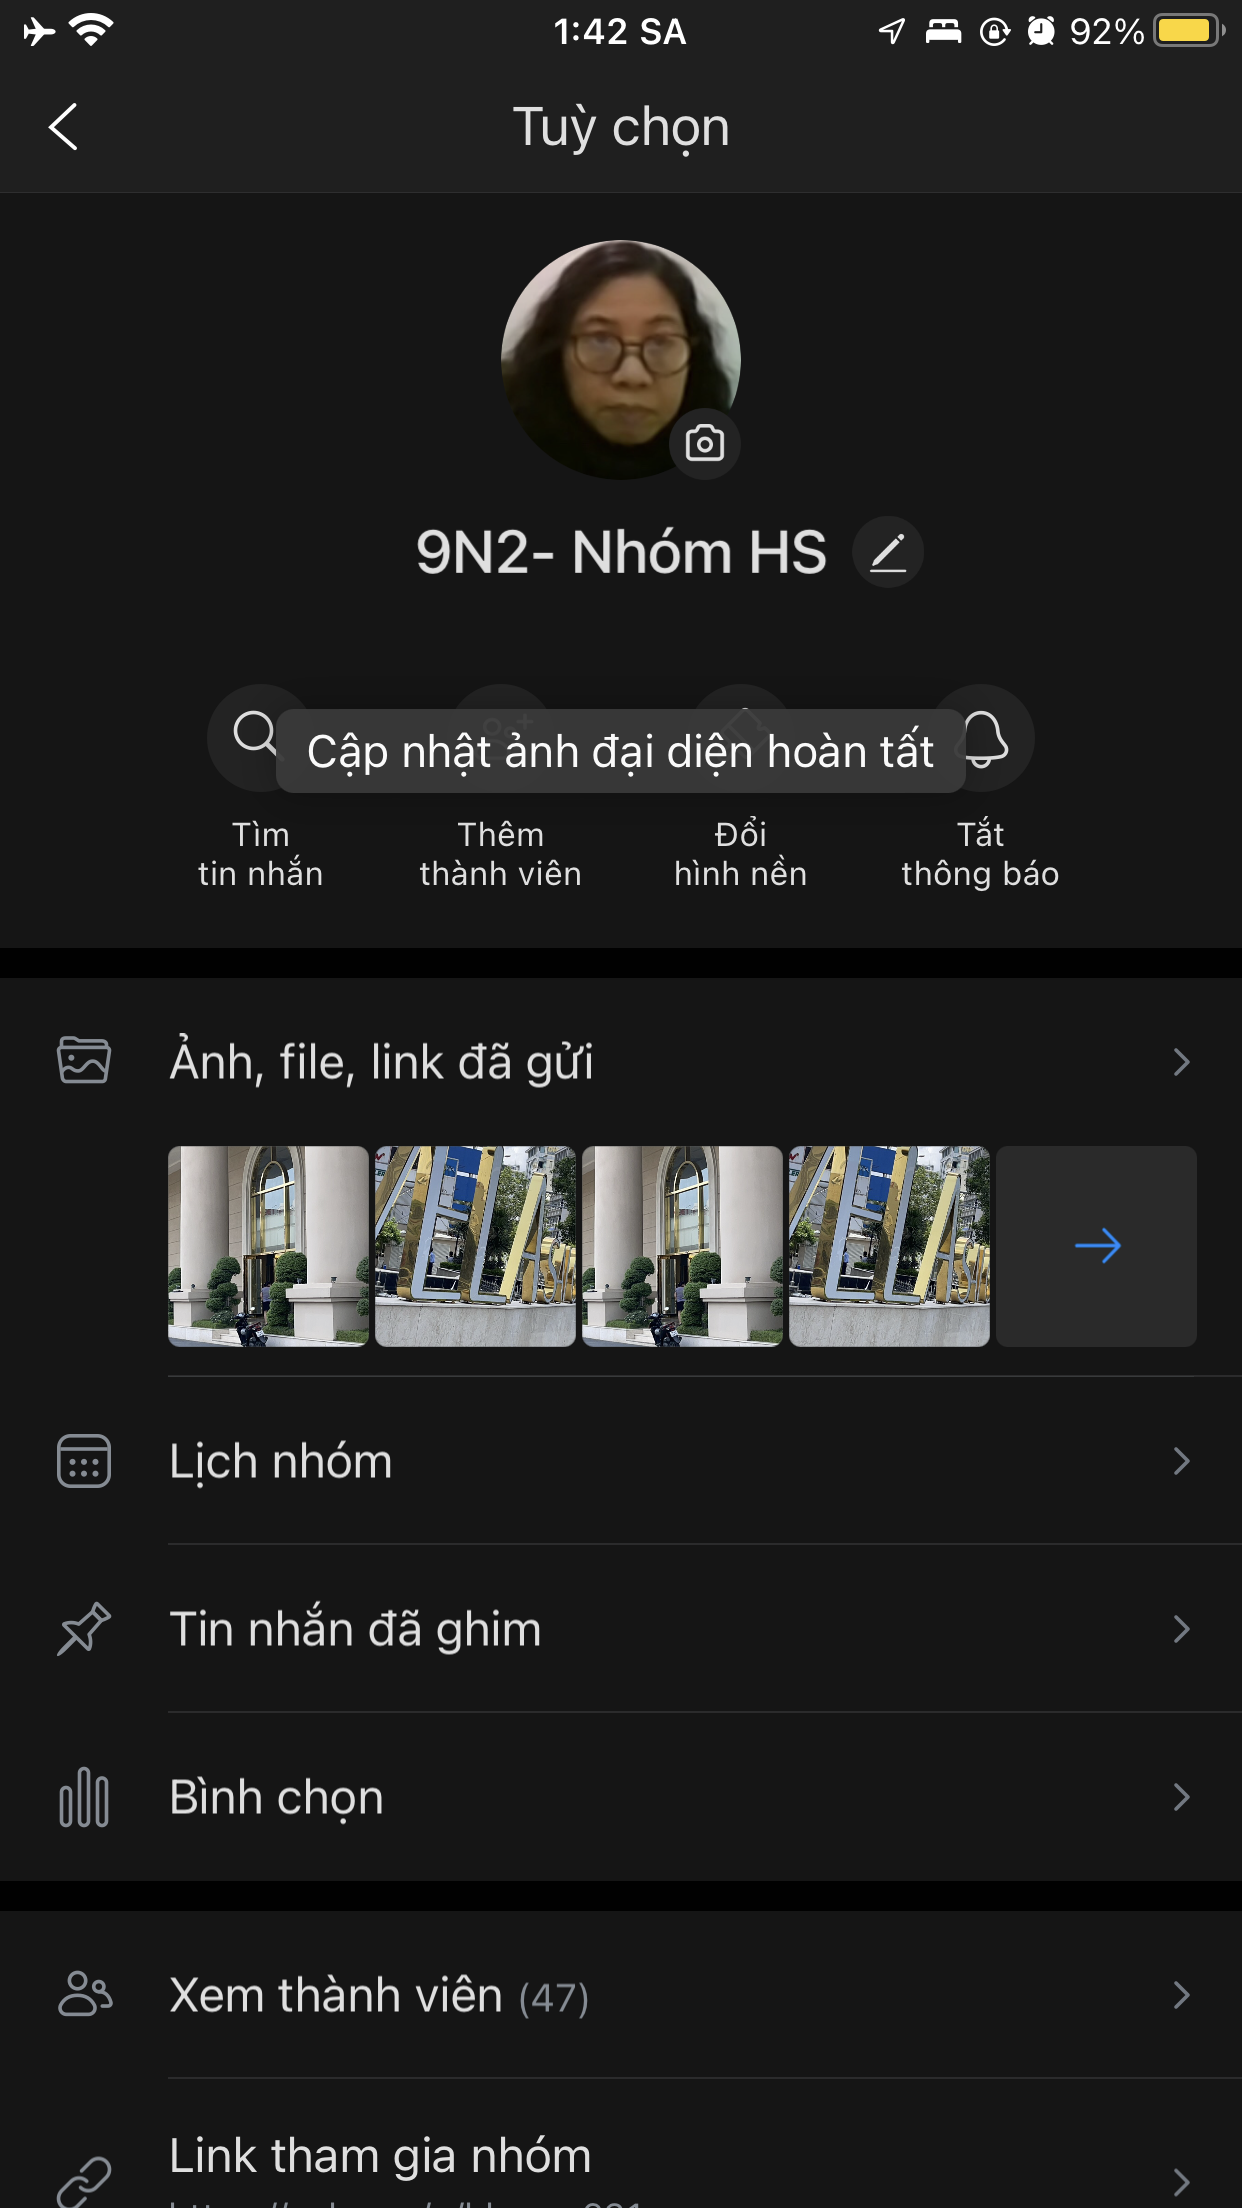 1:42 SA
92%
Tuỳ chọn
9N2- Nhóm HS
Cập nhật ảnh đại diện hoàn tất
Tìm
tin nhắn
Thêm
thành viên
Đổi
hình nền
Tắt
thông báo
Ảnh, file, link đã gửi
Lịch nhóm
Tin nhắn đã ghim
Bình chọn
Xem thành viên (47)
Link tham gia nhóm